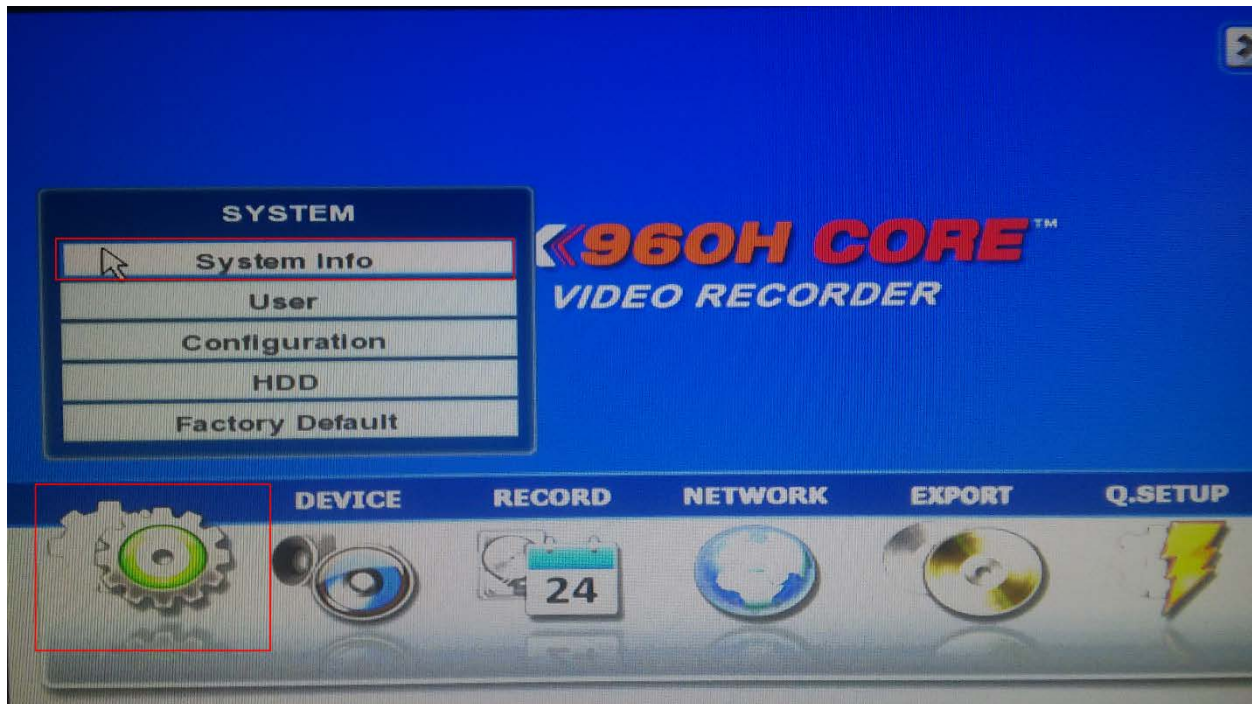 SYSTEM
System Info
User
Configuration
HDD
Factory Default
960H CORE™
VIDEO RECORDER
DEVICE
RECORD
NETWORK
EXPORT
Q.SETUP
24